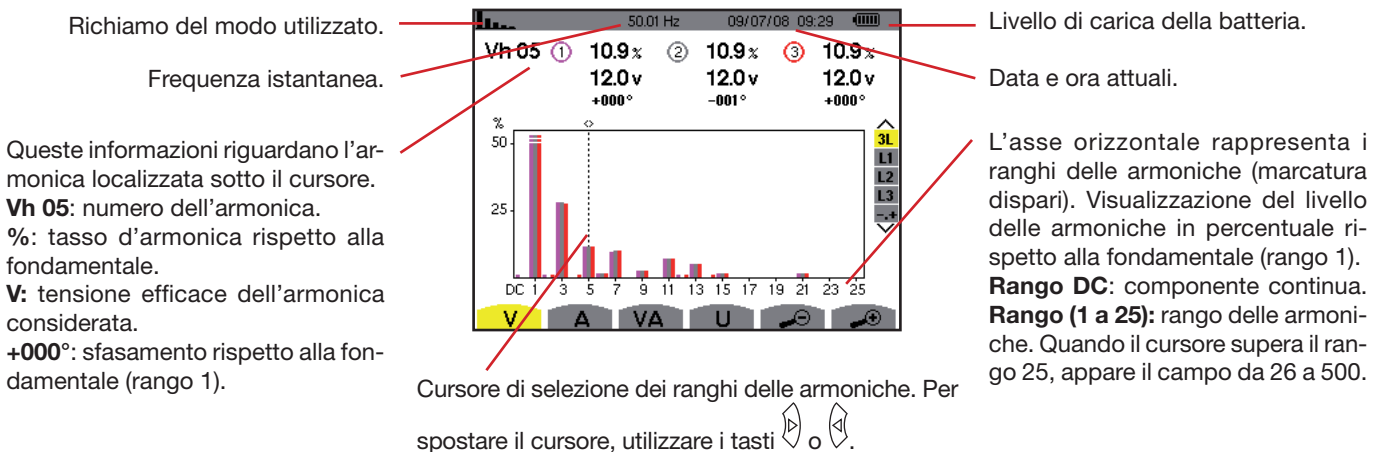 Richiamo del modo utilizzato.
Frequenza istantanea.
Queste informazioni riguardano l'ar-
monica localizzata sotto il cursore.
Vh 05: numero dell'armonica.
%: tasso d'armonica rispetto alla
fondamentale.
V: tensione efficace dell'armonica
considerata.
+000°: sfasamento rispetto alla fon-
damentale (rango 1).
50.01 Hz 09/07/08 09:29
Vh 05 1 10.9 % 2 10.9 % 3 10.9 %
12.0 v 12.0 v 12.0 v
+000° -001° +000°
%
50
25
DC 1 3 5 7 9 11 13 15 17 19 21 23 25
3L
L1
L2
L3
-.+
V A VA U
Cursore di selezione dei ranghi delle armoniche. Per
spostare il cursore, utilizzare i tasti o .
Livello di carica della batteria.
Data e ora attuali.
L'asse orizzontale rappresenta i
ranghi delle armoniche (marcatura
dispari). Visualizzazione del livello
delle armoniche in percentuale ri-
spetto alla fondamentale (rango 1).
Rango DC: componente continua.
Rango (1 a 25): rango delle armoni-
che. Quando il cursore supera il ran-
go 25, appare il campo da 26 a 500.